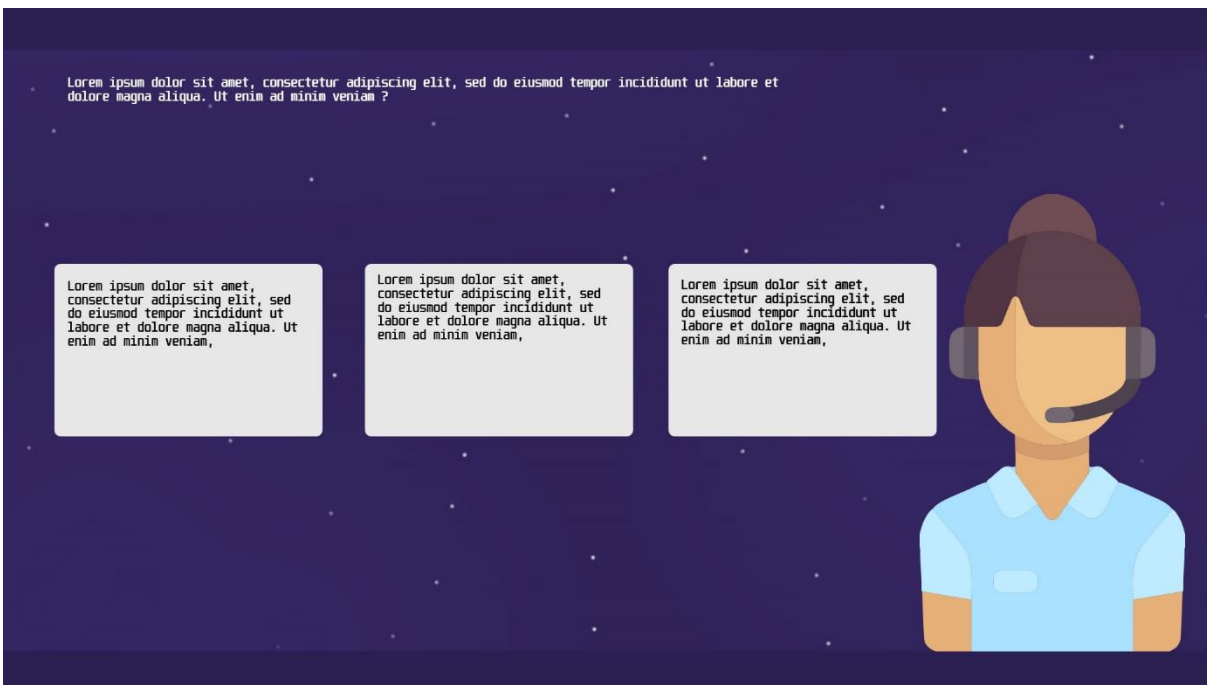 Lorem ipsum dolor sit amet, consectetur adipiscing elit, sed do eiusmod tempor incididunt ut labore et
dolore magna aliqua. Ut enim ad minim veniam ?
Lorem ipsum dolor sit amet,
consectetur adipiscing elit, sed
do eiusmod tempor incididunt ut
labore et dolore magna aliqua. Ut
enim ad minim veniam,
Lorem ipsum dolor sit amet,
consectetur adipiscing elit, sed
do eiusmod tempor incididunt ut
labore et dolore magna aliqua. Ut
enim ad minim veniam,
Lorem ipsum dolor sit amet,
consectetur adipiscing elit, sed
do eiusmod tempor incididunt ut
labore et dolore magna aliqua. Ut
enim ad minim veniam,